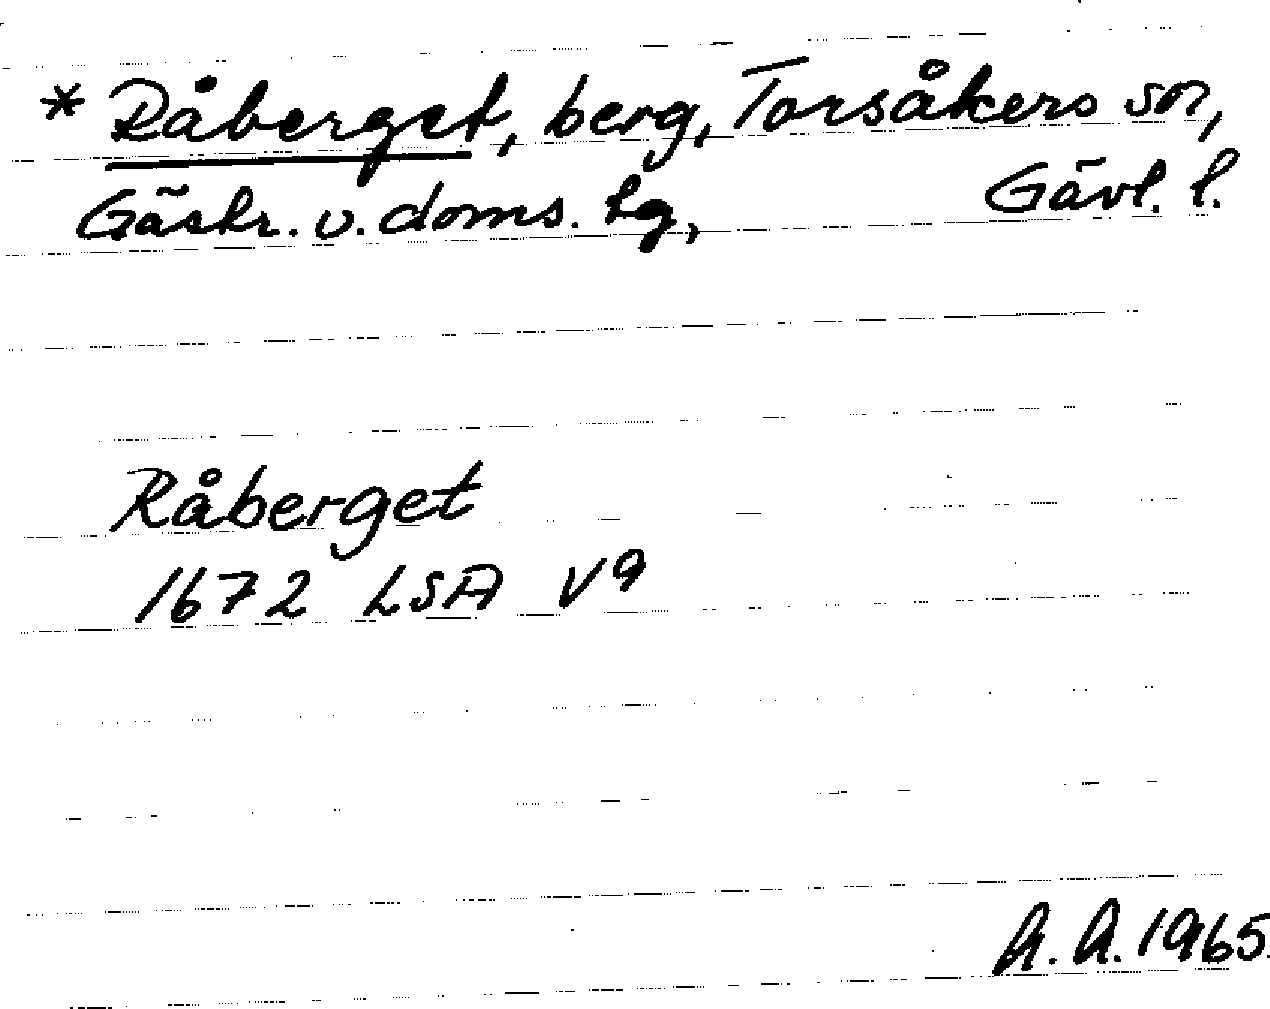 * Råberget, berg, Torsåkers sn,
Gästr. v. doms. hg, Gävl. l.
Råberget
1672 LSA V9
A. A. 1965.